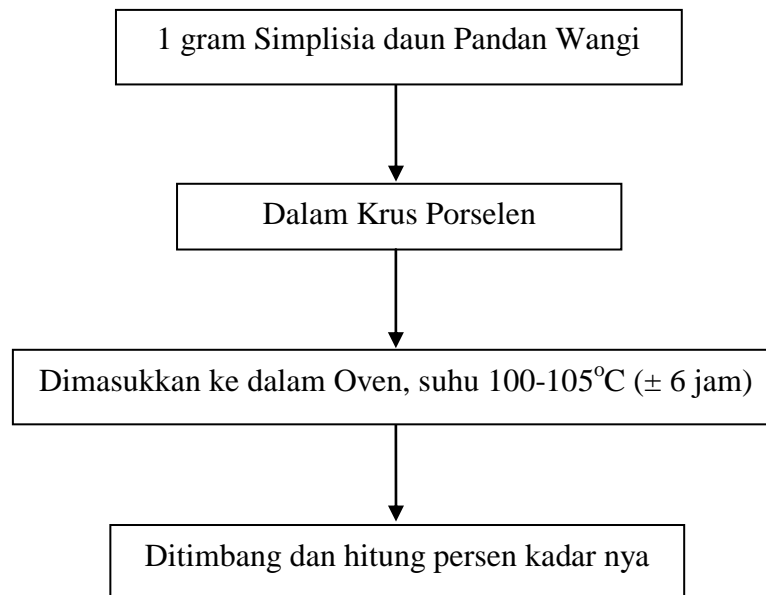 1 gram Simplisia daun Pandan Wangi
Dalam Krus Porselen
Dimasukkan ke dalam Oven, suhu 100-105°C (± 6 jam)
Ditimbang dan hitung persen kadar nya